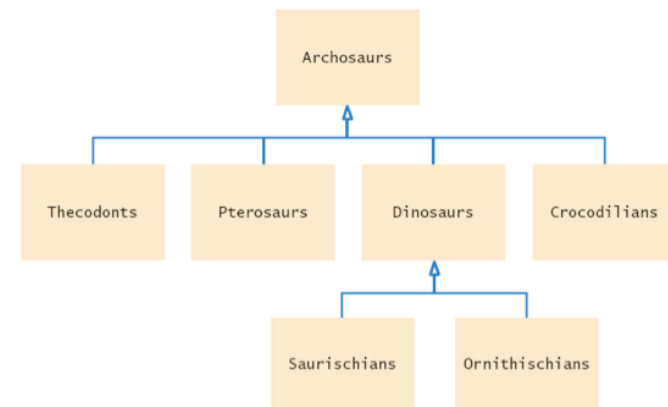 Archosaurs
Thecodonts
Pterosaurs
Dinosaurs
Crocodilians
Saurischians
Ornithischians